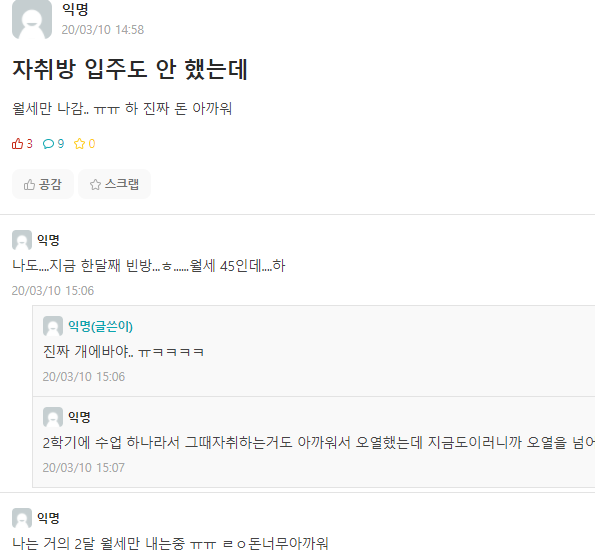 익명
20/03/10 14:58
자취방 입주도 안 했는데
월세만 나감.. ㅠㅠ 하 진짜 돈 아까워
3 9 0
공감 스크랩
익명
나도....지금 한달째 빈방...ㅎ......월세 45인데....하
20/03/10 15:06
익명(글쓴이)
진짜 개에바야.. ㅠㅋㅋㅋㅋ
20/03/10 15:06
익명
2학기에 수업 하나라서 그때자취하는거도 아까워서 오열했는데 지금도이러니까 오열을 넘어
20/03/10 15:07
익명
나는 거의 2달 월세만 내는중 ㅠㅠ ㄹㅇ돈너무아까워